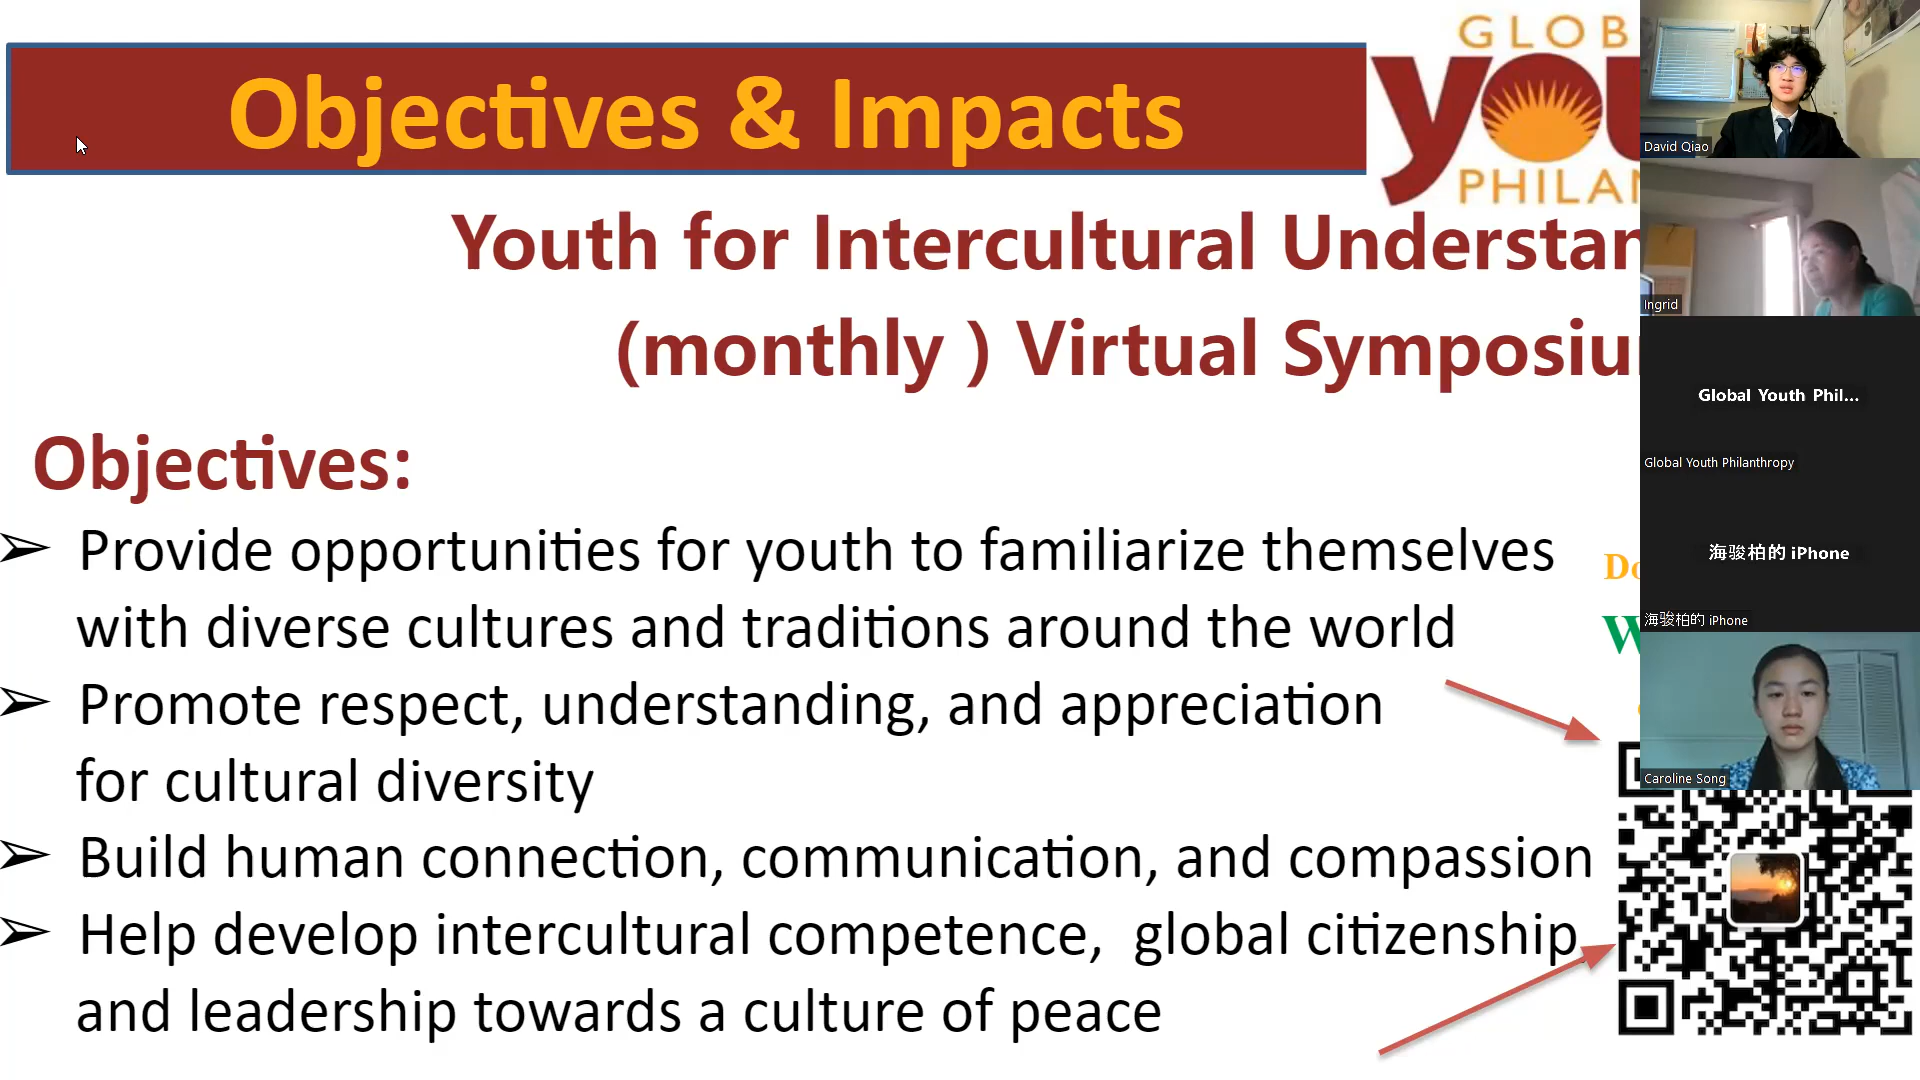 Objectives & Impacts
GLOB
you
PHILAN
Youth for Intercultural Understan
(monthly ) Virtual Symposiu
Objectives:
➢ Provide opportunities for youth to familiarize themselves
with diverse cultures and traditions around the world
➢ Promote respect, understanding, and appreciation
for cultural diversity
➢ Build human connection, communication, and compassion
➢ Help develop intercultural competence,  global citizenship,
and leadership towards a culture of peace
Do
W
David Qiao
Ingrid
Global Youth Phil...
Global Youth Philanthropy
海骏柏的 iPhone
海骏柏的 iPhone
Caroline Song